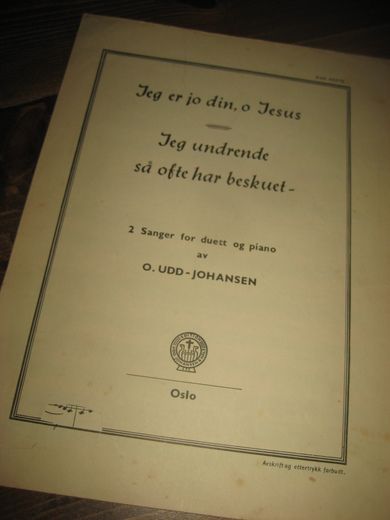 Jeg er jo din, o Jesus
Jeg undrende
så ofte har beskuet-
2 Sanger for duett og piano
av
O. UDD-JOHANSEN
Oslo
Avskrift og ettertrykk forbutt.